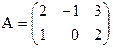 A = ( 2 -1 3
1 0 2 )